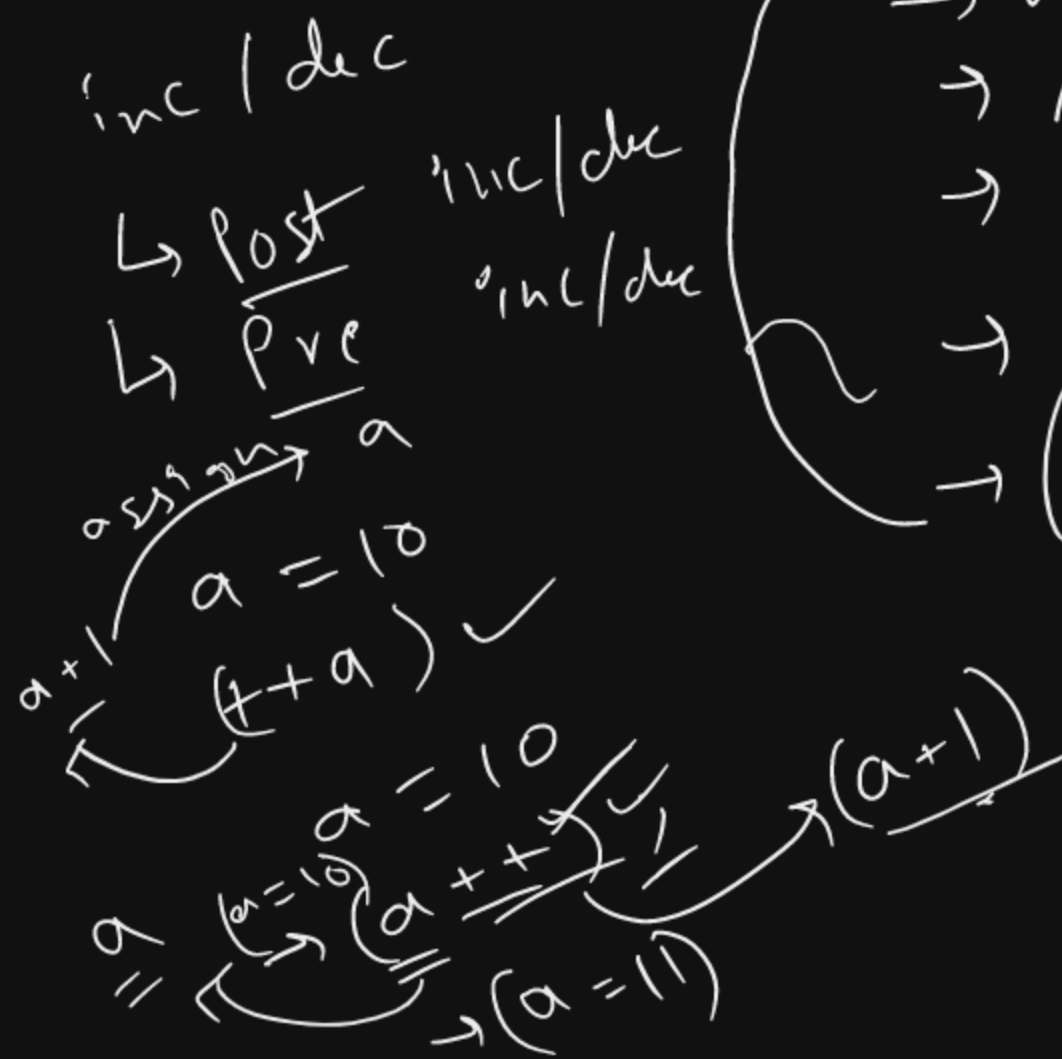 inc / dec
↳ Post inc/dec
↳ Pre inc/dec
assign → a
a = 10
a + 1
(++a) ✓
a = 10
(a++) ✓
(a+1)
a (a=10)
→ (a = 11)